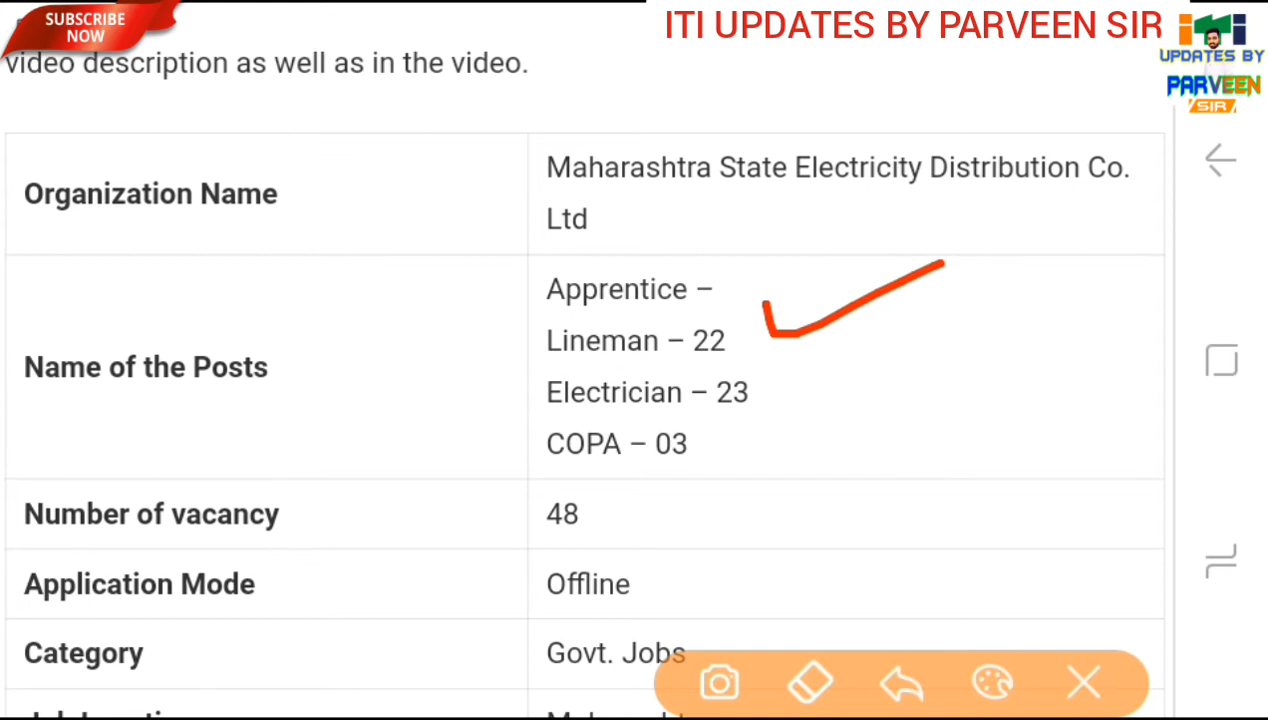 SUBSCRIBE
NOW
ITI UPDATES BY PARVEEN SIR
iTi
UPDATES BY
PARVEEN
SIR
video description as well as in the video.
Organization Name
Maharashtra State Electricity Distribution Co.
Ltd
Name of the Posts
Apprentice –
Lineman – 22
Electrician – 23
COPA – 03
Number of vacancy
48
Application Mode
Offline
Category
Govt. Jobs